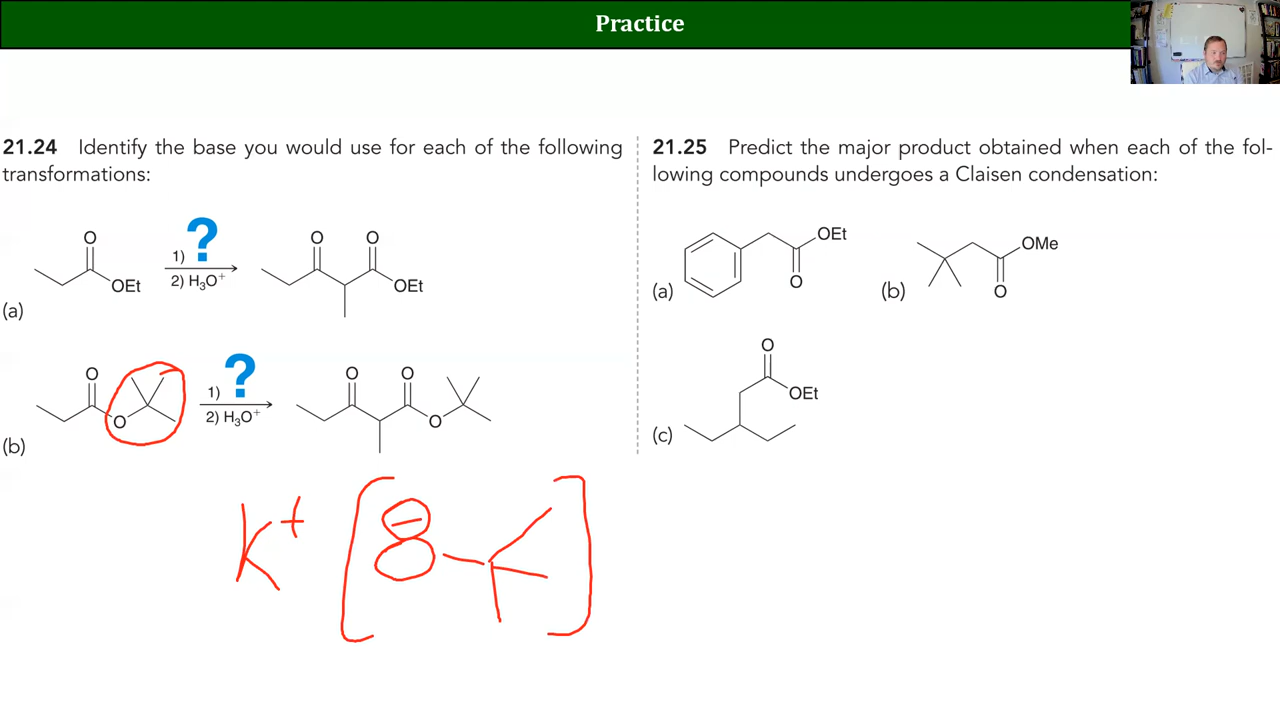 Practice
21.24 Identify the base you would use for each of the following
transformations:
O
O
O
1) ?
2) H₃O⁺
OEt
OEt
(a)
O
O
O
1) ?
2) H₃O⁺
O
O
(b)
K⁺ [⊖
O]
21.25 Predict the major product obtained when each of the fol-
lowing compounds undergoes a Claisen condensation:
(a)
OEt
O
(b)
OMe
O
O
OEt
(c)